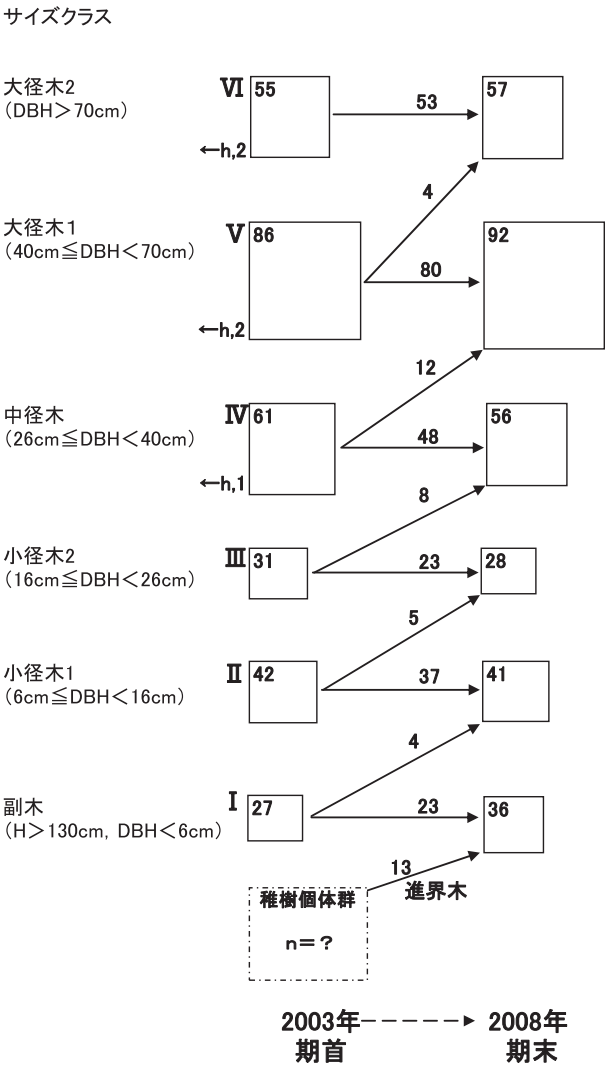 サイズクラス
大径木2
（DBH＞70cm）
Ⅵ
55
53
57
←h,2
4
大径木1
（40cm≦DBH＜70cm）
Ⅴ
86
80
92
←h,2
12
中径木
（26cm≦DBH＜40cm）
Ⅳ
61
48
56
←h,1
8
小径木2
（16cm≦DBH＜26cm）
Ⅲ
31
23
28
5
小径木1
（6cm≦DBH＜16cm）
Ⅱ
42
37
41
4
副木
（H＞130cm, DBH＜6cm）
Ⅰ
27
23
36
13
進界木
稚樹個体群
n＝？
2003年
期首
2008年
期末